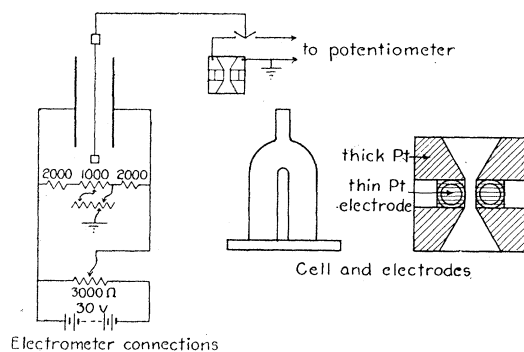 to potentiometer
2000 1000 2000
thick Pt
thin Pt
electrode
3000 Ω
30 V
Cell and electrodes
Electrometer connections